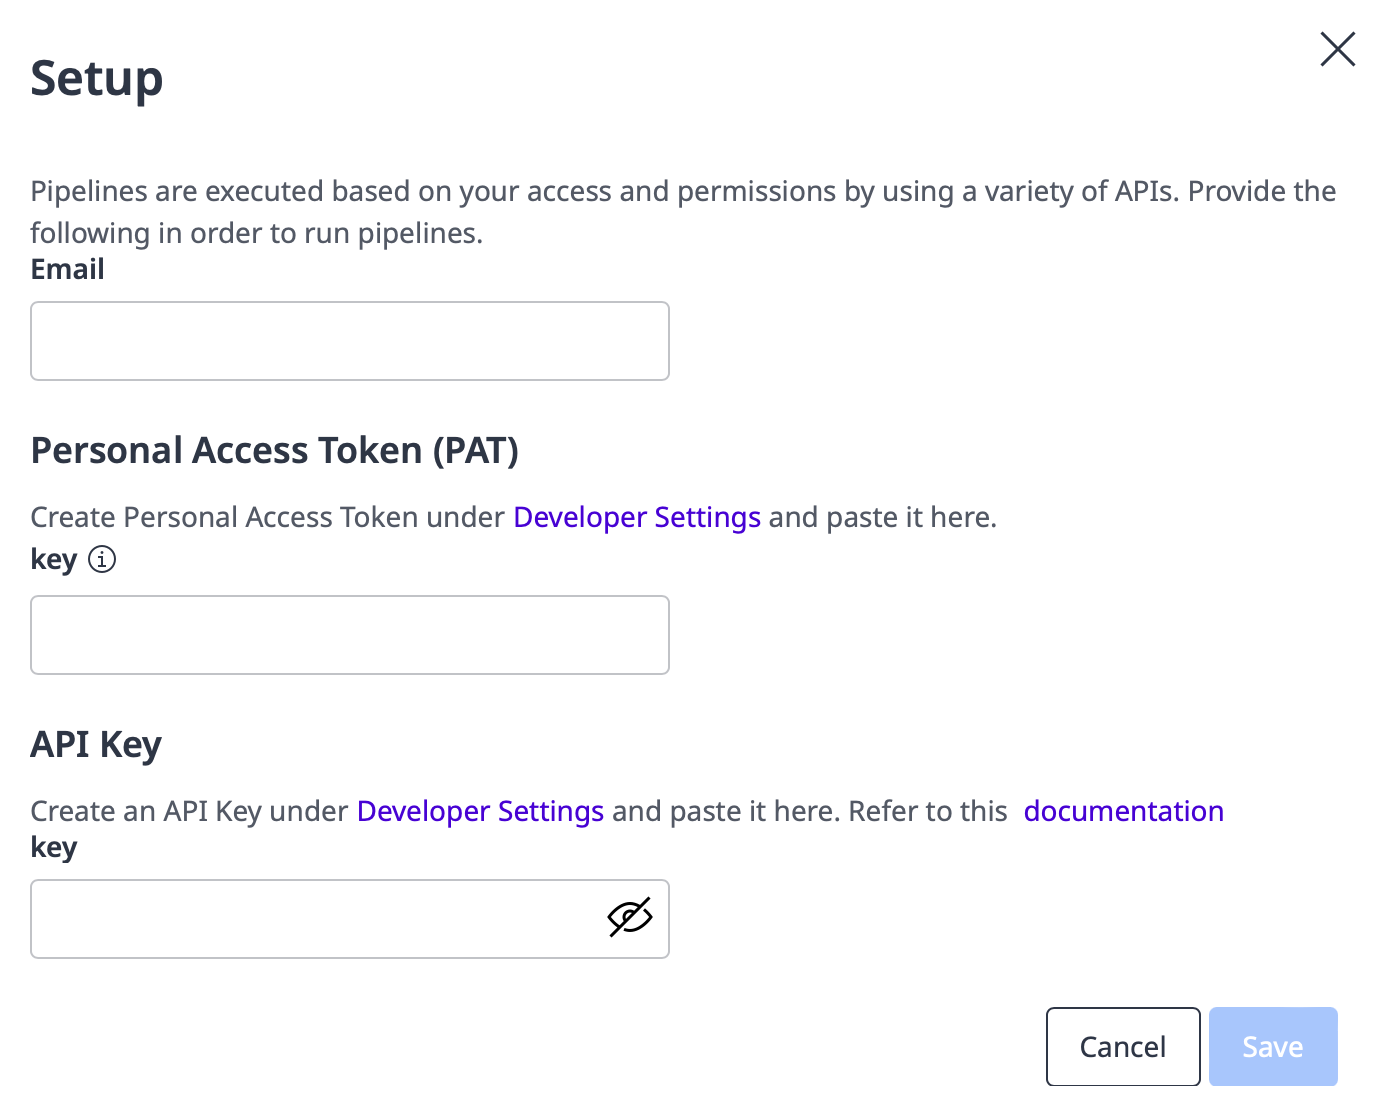 Setup
Pipelines are executed based on your access and permissions by using a variety of APIs. Provide the
following in order to run pipelines.
Email
Personal Access Token (PAT)
Create Personal Access Token under Developer Settings and paste it here.
key
API Key
Create an API Key under Developer Settings and paste it here. Refer to this documentation
key
Cancel Save